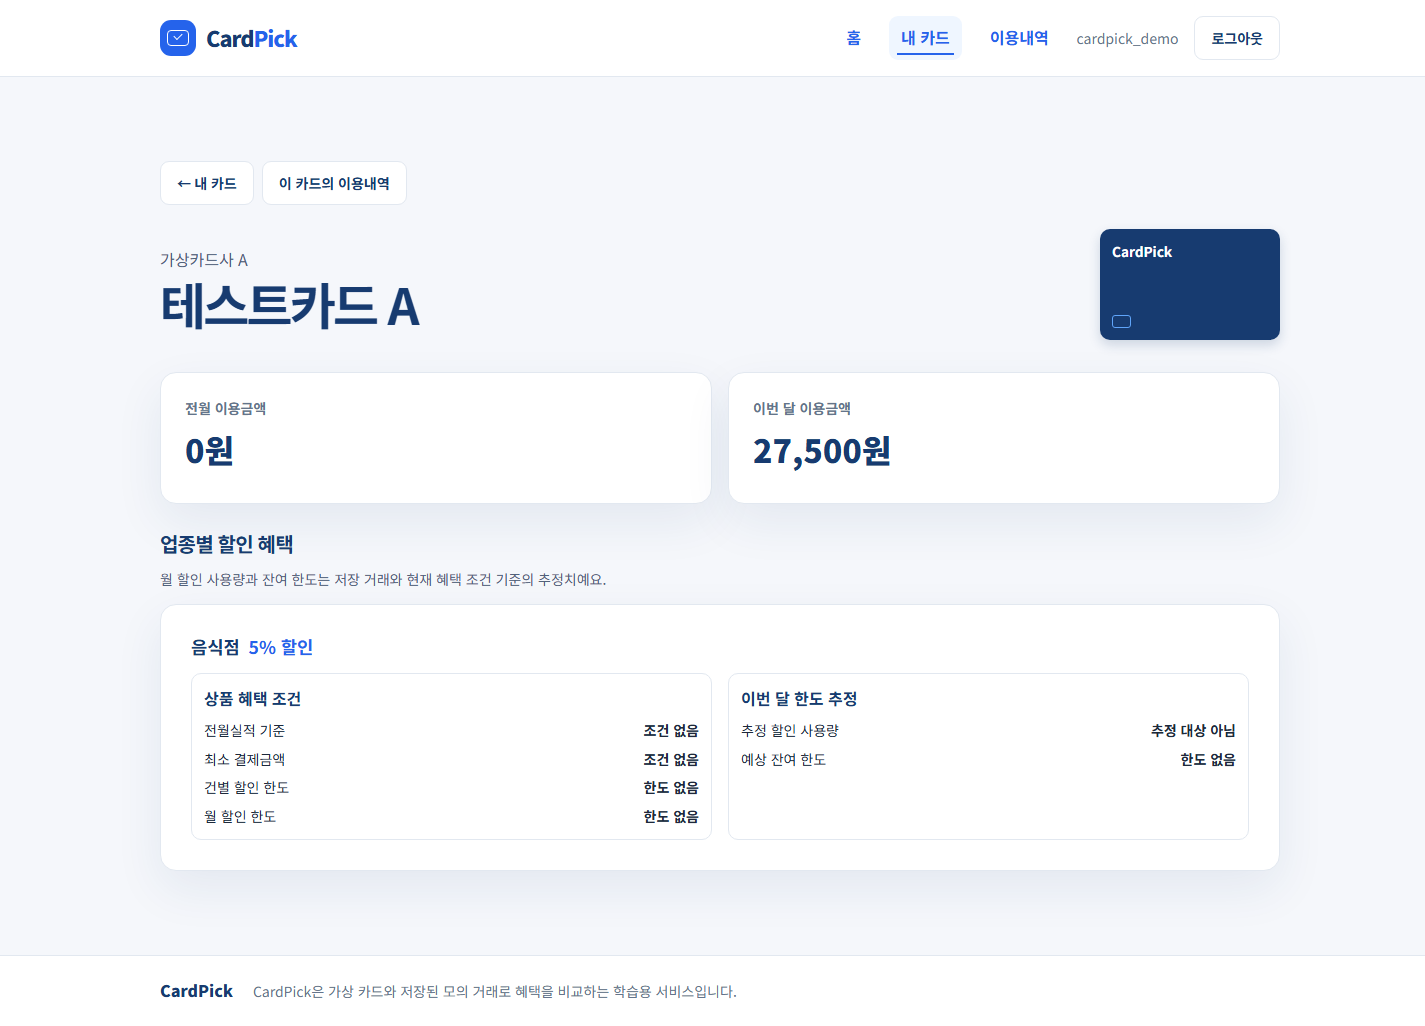 CardPick
홈
내 카드
이용내역
cardpick_demo
로그아웃
← 내 카드
이 카드의 이용내역
가상카드사 A
테스트카드 A
CardPick
전월 이용금액
0원
이번 달 이용금액
27,500원
업종별 할인 혜택
월 할인 사용량과 잔여 한도는 저장 거래와 현재 혜택 조건 기준의 추정치예요.
음식점 5% 할인
상품 혜택 조건
전월실적 기준 조건 없음
최소 결제금액 조건 없음
건별 할인 한도 한도 없음
월 할인 한도 한도 없음
이번 달 한도 추정
추정 할인 사용량 추정 대상 아님
예상 잔여 한도 한도 없음
CardPick CardPick은 가상 카드와 저장된 모의 거래로 혜택을 비교하는 학습용 서비스입니다.